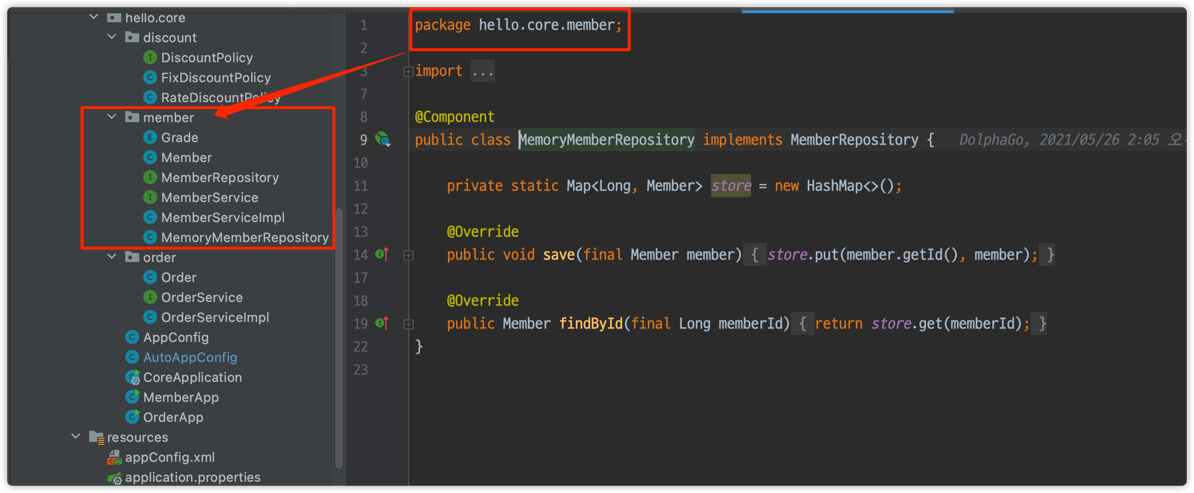 hello.core
discount
DiscountPolicy
FixDiscountPolicy
RateDiscountPolicy
member
Grade
Member
MemberRepository
MemberService
MemberServiceImpl
MemoryMemberRepository
order
Order
OrderService
OrderServiceImpl
AppConfig
AutoAppConfig
CoreApplication
MemberApp
OrderApp
resources
appConfig.xml
application.properties
1 package hello.core.member;
2
3 import ...
7
8 @Component
9 public class MemoryMemberRepository implements MemberRepository { DolphaGo, 2021/05/26 2:05 오
10
11 private static Map<Long, Member> store = new HashMap<>();
12
13 @Override
14 public void save(final Member member) { store.put(member.getId(), member); }
17
18 @Override
19 public Member findById(final Long memberId) { return store.get(memberId); }
22 }
23